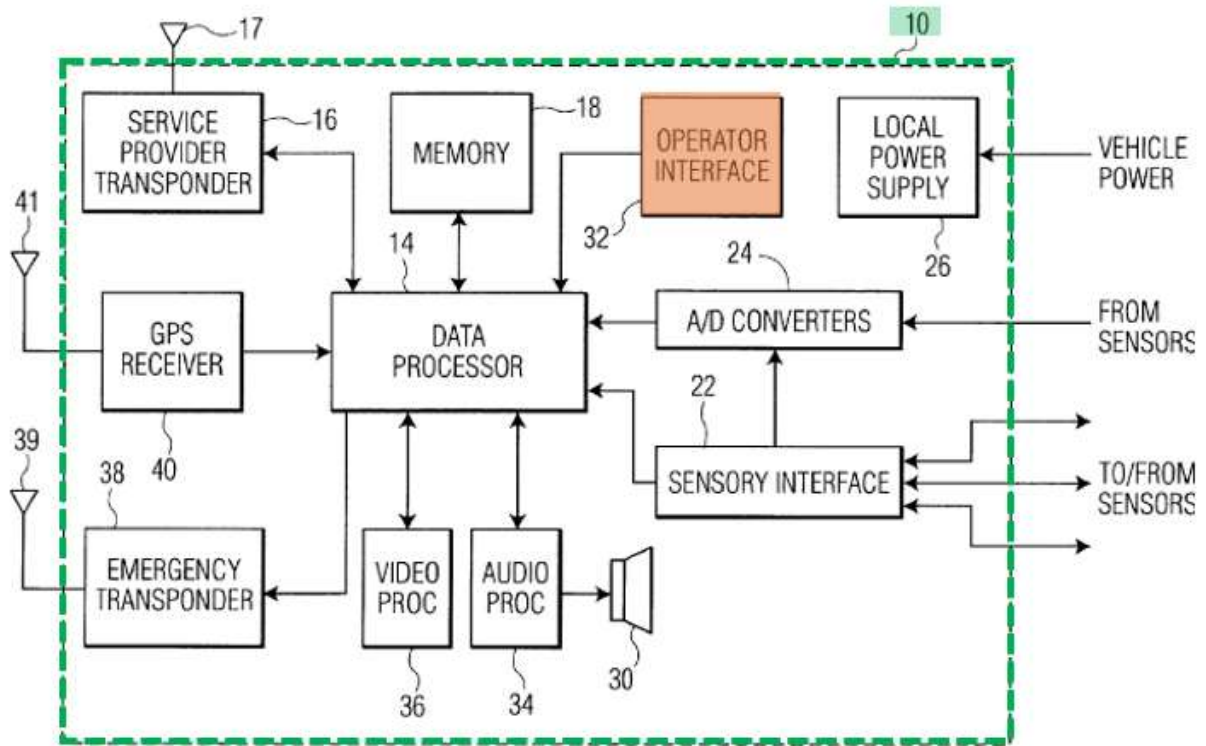 17
10
SERVICE
PROVIDER
TRANSPONDER
16
MEMORY
18
OPERATOR
INTERFACE
32
LOCAL
POWER
SUPPLY
26
VEHICLE
POWER
41
14
24
GPS
RECEIVER
40
DATA
PROCESSOR
A/D CONVERTERS
FROM
SENSORS
22
39
38
SENSORY INTERFACE
TO/FROM
SENSORS
EMERGENCY
TRANSPONDER
VIDEO
PROC
36
AUDIO
PROC
34
30